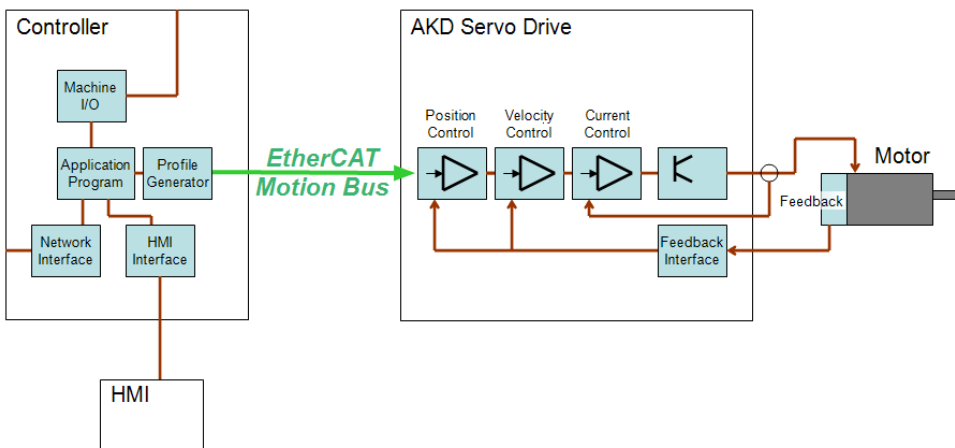 Controller
Machine
I/O
Application
Program
Profile
Generator
Network
Interface
HMI
Interface
HMI
EtherCAT
Motion Bus
AKD Servo Drive
Position
Control
Velocity
Control
Current
Control
Feedback
Interface
Motor
Feedback